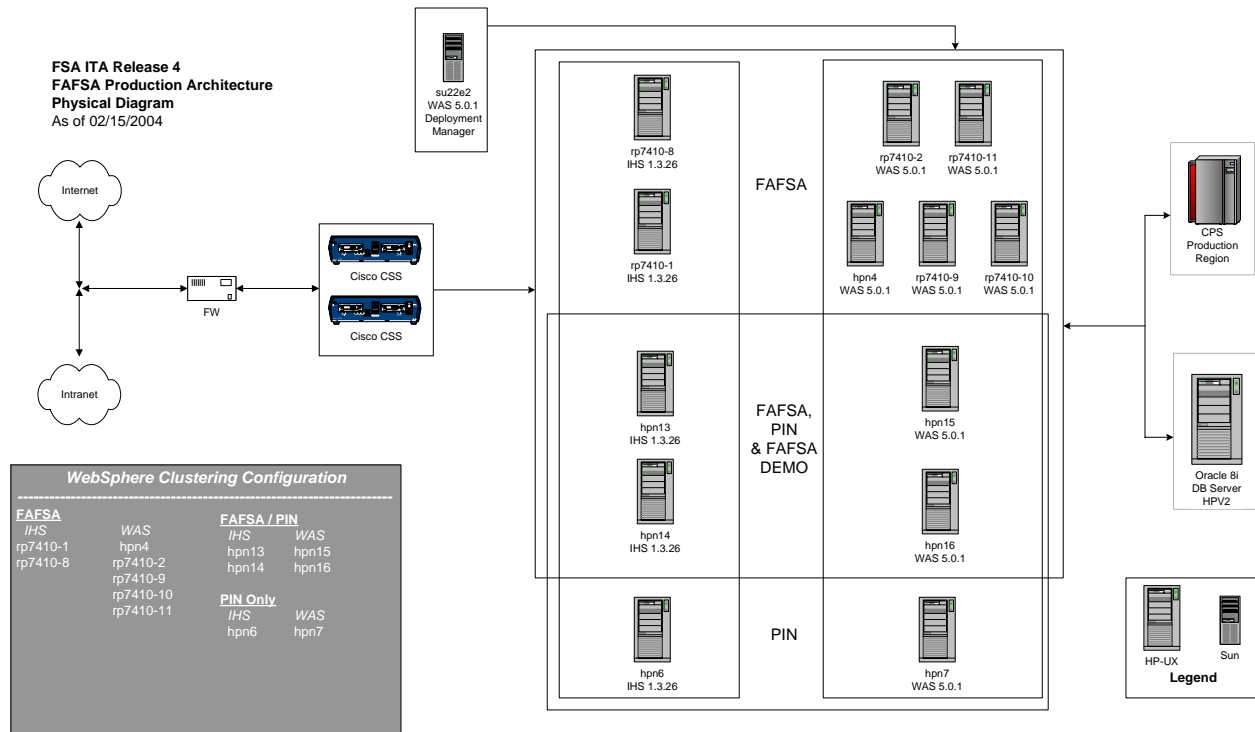 FSA ITA Release 4
FAFSA Production Architecture
Physical Diagram
As of 02/15/2004
su22e2
WAS 5.0.1
Deployment
Manager
Internet
Intranet
FW
Cisco CSS
Cisco CSS
rp7410-8
IHS 1.3.26
rp7410-1
IHS 1.3.26
FAFSA
rp7410-2
WAS 5.0.1
rp7410-11
WAS 5.0.1
hpn4
WAS 5.0.1
rp7410-9
WAS 5.0.1
rp7410-10
WAS 5.0.1
hpn13
IHS 1.3.26
hpn14
IHS 1.3.26
FAFSA,
PIN
& FAFSA
DEMO
hpn15
WAS 5.0.1
hpn16
WAS 5.0.1
hpn6
IHS 1.3.26
PIN
hpn7
WAS 5.0.1
CPS
Production
Region
Oracle 8i
DB Server
HPV2
HP-UX
Sun
Legend
WebSphere Clustering Configuration
FAFSA
IHS WAS
rp7410-1 hpn4
rp7410-8 rp7410-2
rp7410-9
rp7410-10
rp7410-11
FAFSA / PIN
IHS WAS
hpn13 hpn15
hpn14 hpn16
PIN Only
IHS WAS
hpn6 hpn7